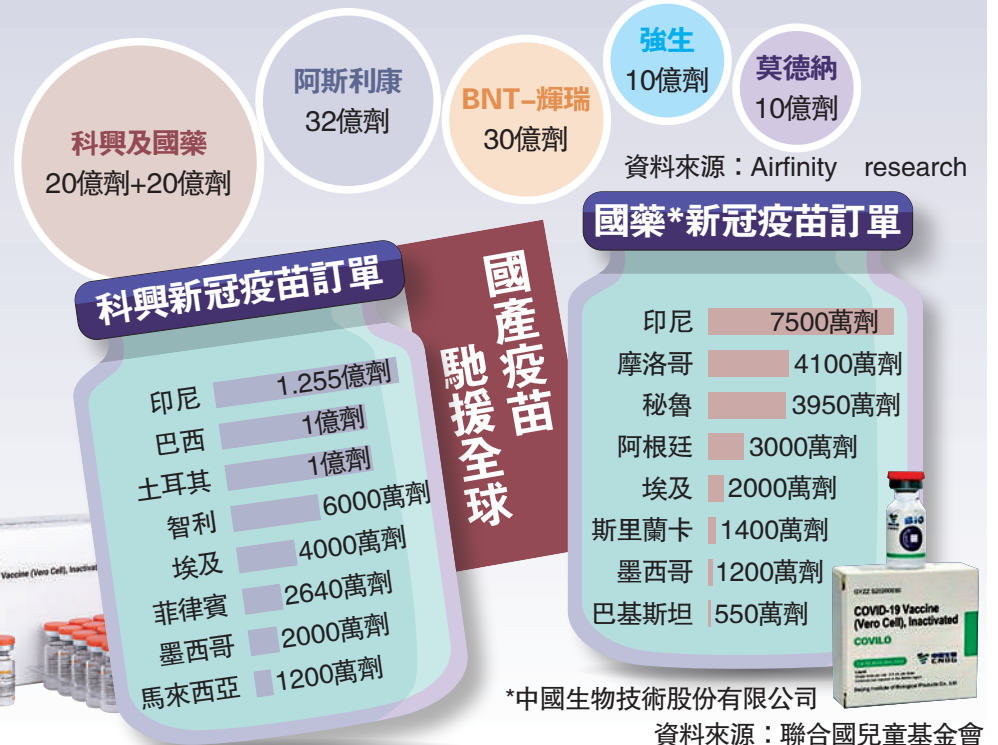 科興及國藥
20億劑+20億劑
阿斯利康
32億劑
BNT–輝瑞
30億劑
強生
10億劑
莫德納
10億劑
資料來源：Airfinity research
國產疫苗
馳援全球
科興新冠疫苗訂單
印尼 1.255億劑
巴西 1億劑
土耳其 1億劑
智利 6000萬劑
埃及 4000萬劑
菲律賓 2640萬劑
墨西哥 2000萬劑
馬來西亞 1200萬劑
國藥*新冠疫苗訂單
印尼 7500萬劑
摩洛哥 4100萬劑
秘魯 3950萬劑
阿根廷 3000萬劑
埃及 2000萬劑
斯里蘭卡 1400萬劑
墨西哥 1200萬劑
巴基斯坦 550萬劑
Vaccine (Vero Cell), Inactivat
COVID-19 Vaccine
(Vero Cell), Inactivated
COVILO
CNBG
*中國生物技術股份有限公司
資料來源：聯合國兒童基金會